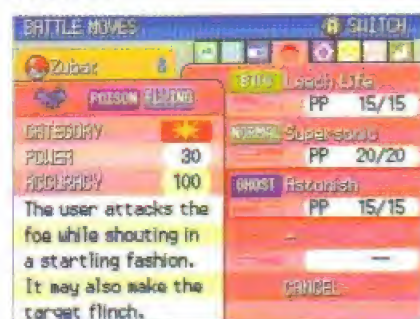 BATTLE MOVES
SWITCH
Zubat 8
POISON FLYING
CATEGORY
POWER 30
ACCURACY 100
The user attacks the
foe while shouting in
a startling fashion.
It may also make the
target flinch.
BUG Leech Life
PP 15/15
NORMAL Supersonic
PP 20/20
GHOST Astonish
PP 15/15
–
—
CANCEL